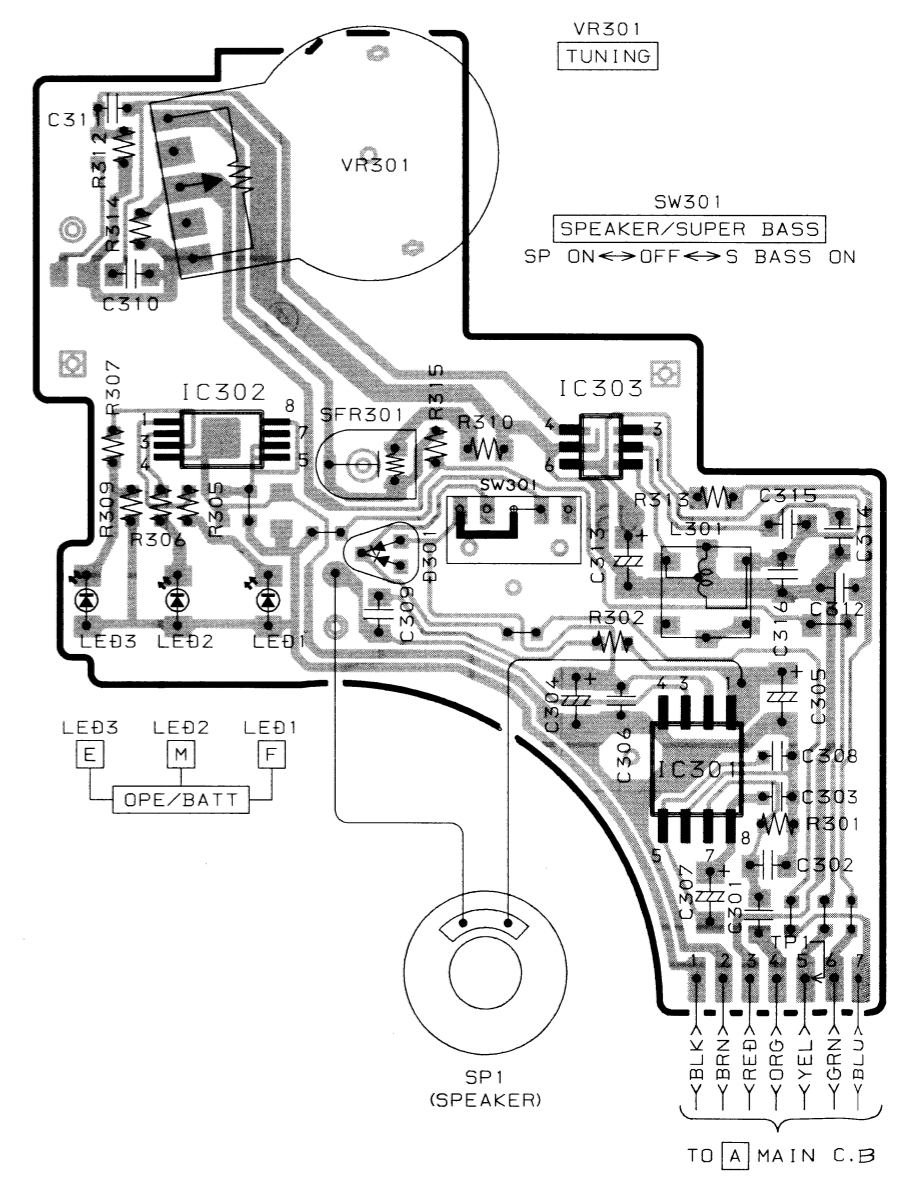 VR301
TUNING
C31
R312
VR301
R314
SW301
SPEAKER/SUPER BASS
SP ON<->OFF<->S BASS ON
C310
R307
IC302
1
3
4
8
7
5
SFR301
R315
R310
IC303
4
6
3
1
R309
R306
R305
SW301
D301
C313
R313
L301
C315
C314
C316
C312
LED3
LED2
LED1
C309
R302
C304
+
C306
4
3
1
+
C305
IC301
C308
C303
R301
5
7
8
C302
C307
+
C301
LED3
LED2
LED1
E
M
F
OPE/BATT
TP1
1
2
3
4
5
6
7
<BLK>
<BRN>
<RED>
<ORG>
<YEL>
<GRN>
<BLU>
SP1
(SPEAKER)
TO A MAIN C.B